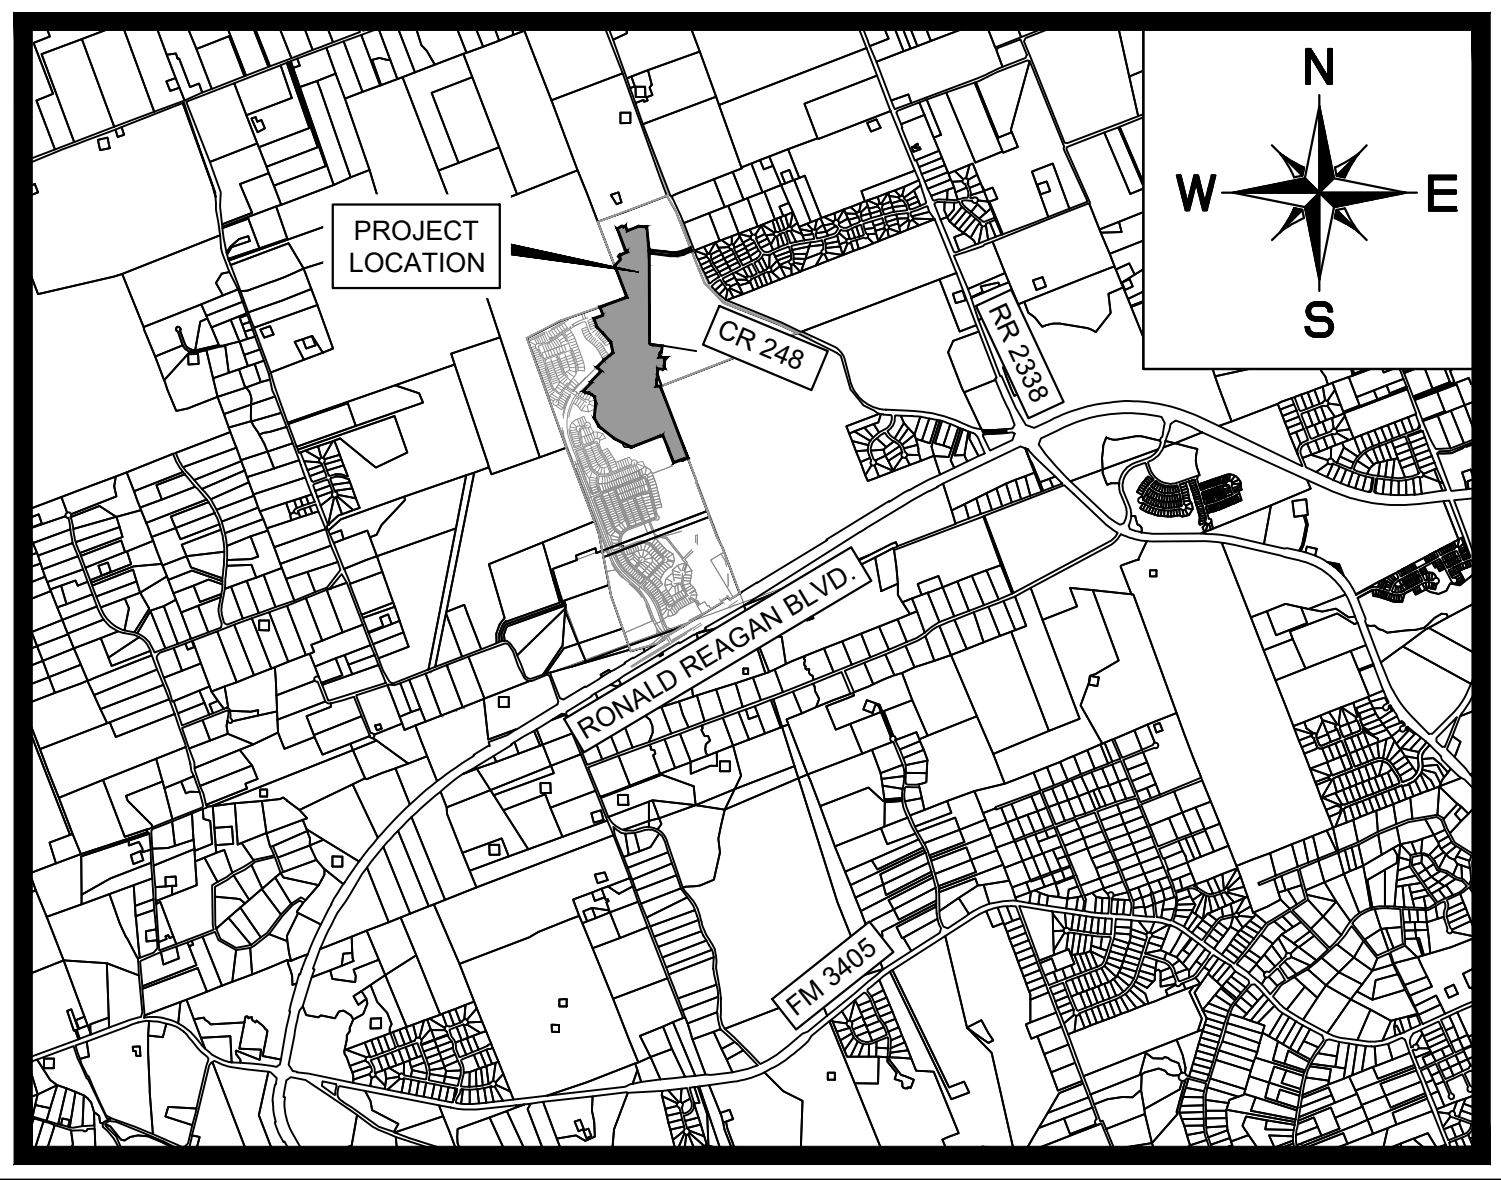 N
W E
S
PROJECT
LOCATION
CR 248
RR 2338
RONALD REAGAN BLVD.
FM 3405